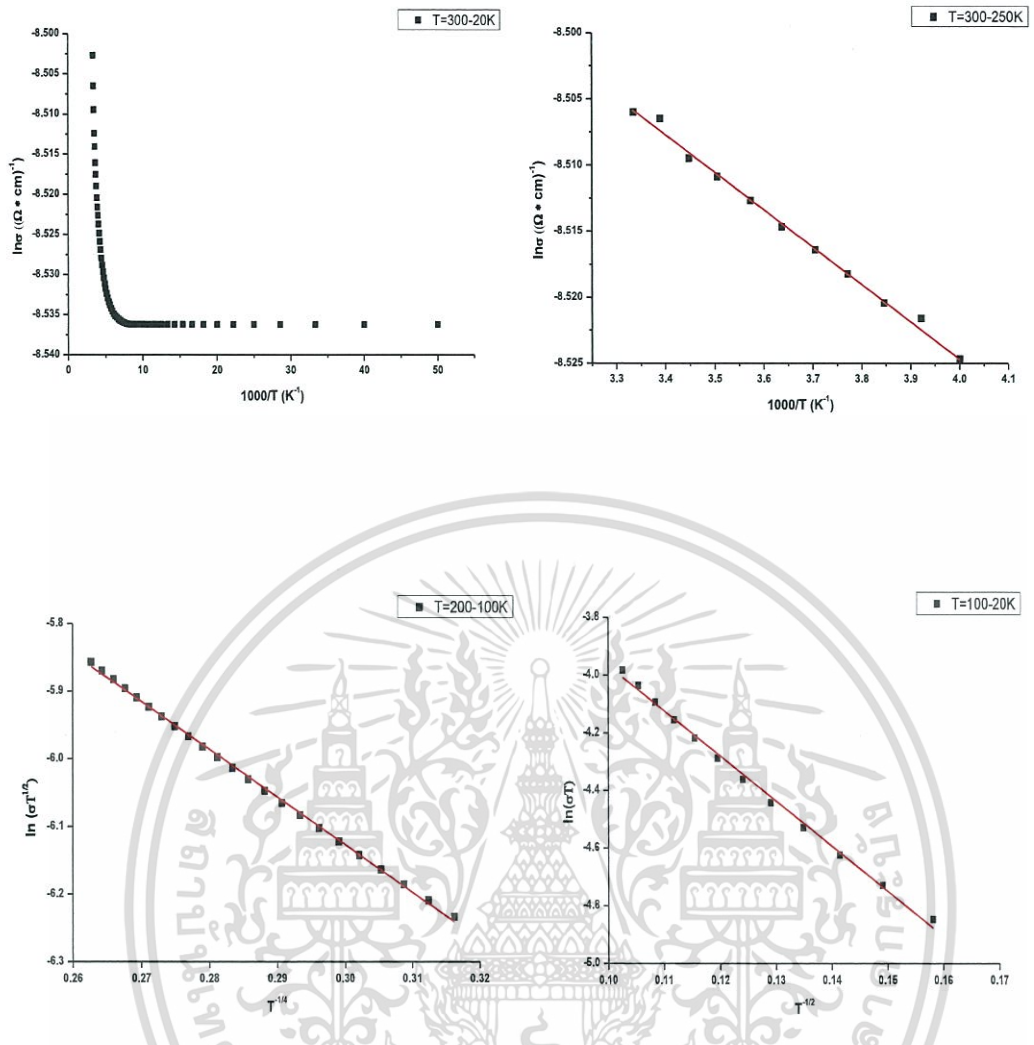 T=300-20K
-8.500
-8.505
-8.510
-8.515
-8.520
-8.525
-8.530
-8.535
-8.540
lnσ ((Ω * cm)⁻¹)
0 10 20 30 40 50
1000/T (K⁻¹)
T=300-250K
-8.500
-8.505
-8.510
-8.515
-8.520
-8.525
lnσ ((Ω * cm)⁻¹)
3.3 3.4 3.5 3.6 3.7 3.8 3.9 4.0 4.1
1000/T (K⁻¹)
T=200-100K
-5.8
-5.9
-6.0
-6.1
-6.2
-6.3
ln (σT^1/2)
0.26 0.27 0.28 0.29 0.30 0.31 0.32
T^-1/4
T=100-20K
-3.8
-4.0
-4.2
-4.4
-4.6
-4.8
-5.0
ln(σT)
0.10 0.11 0.12 0.13 0.14 0.15 0.16 0.17
T^-1/2